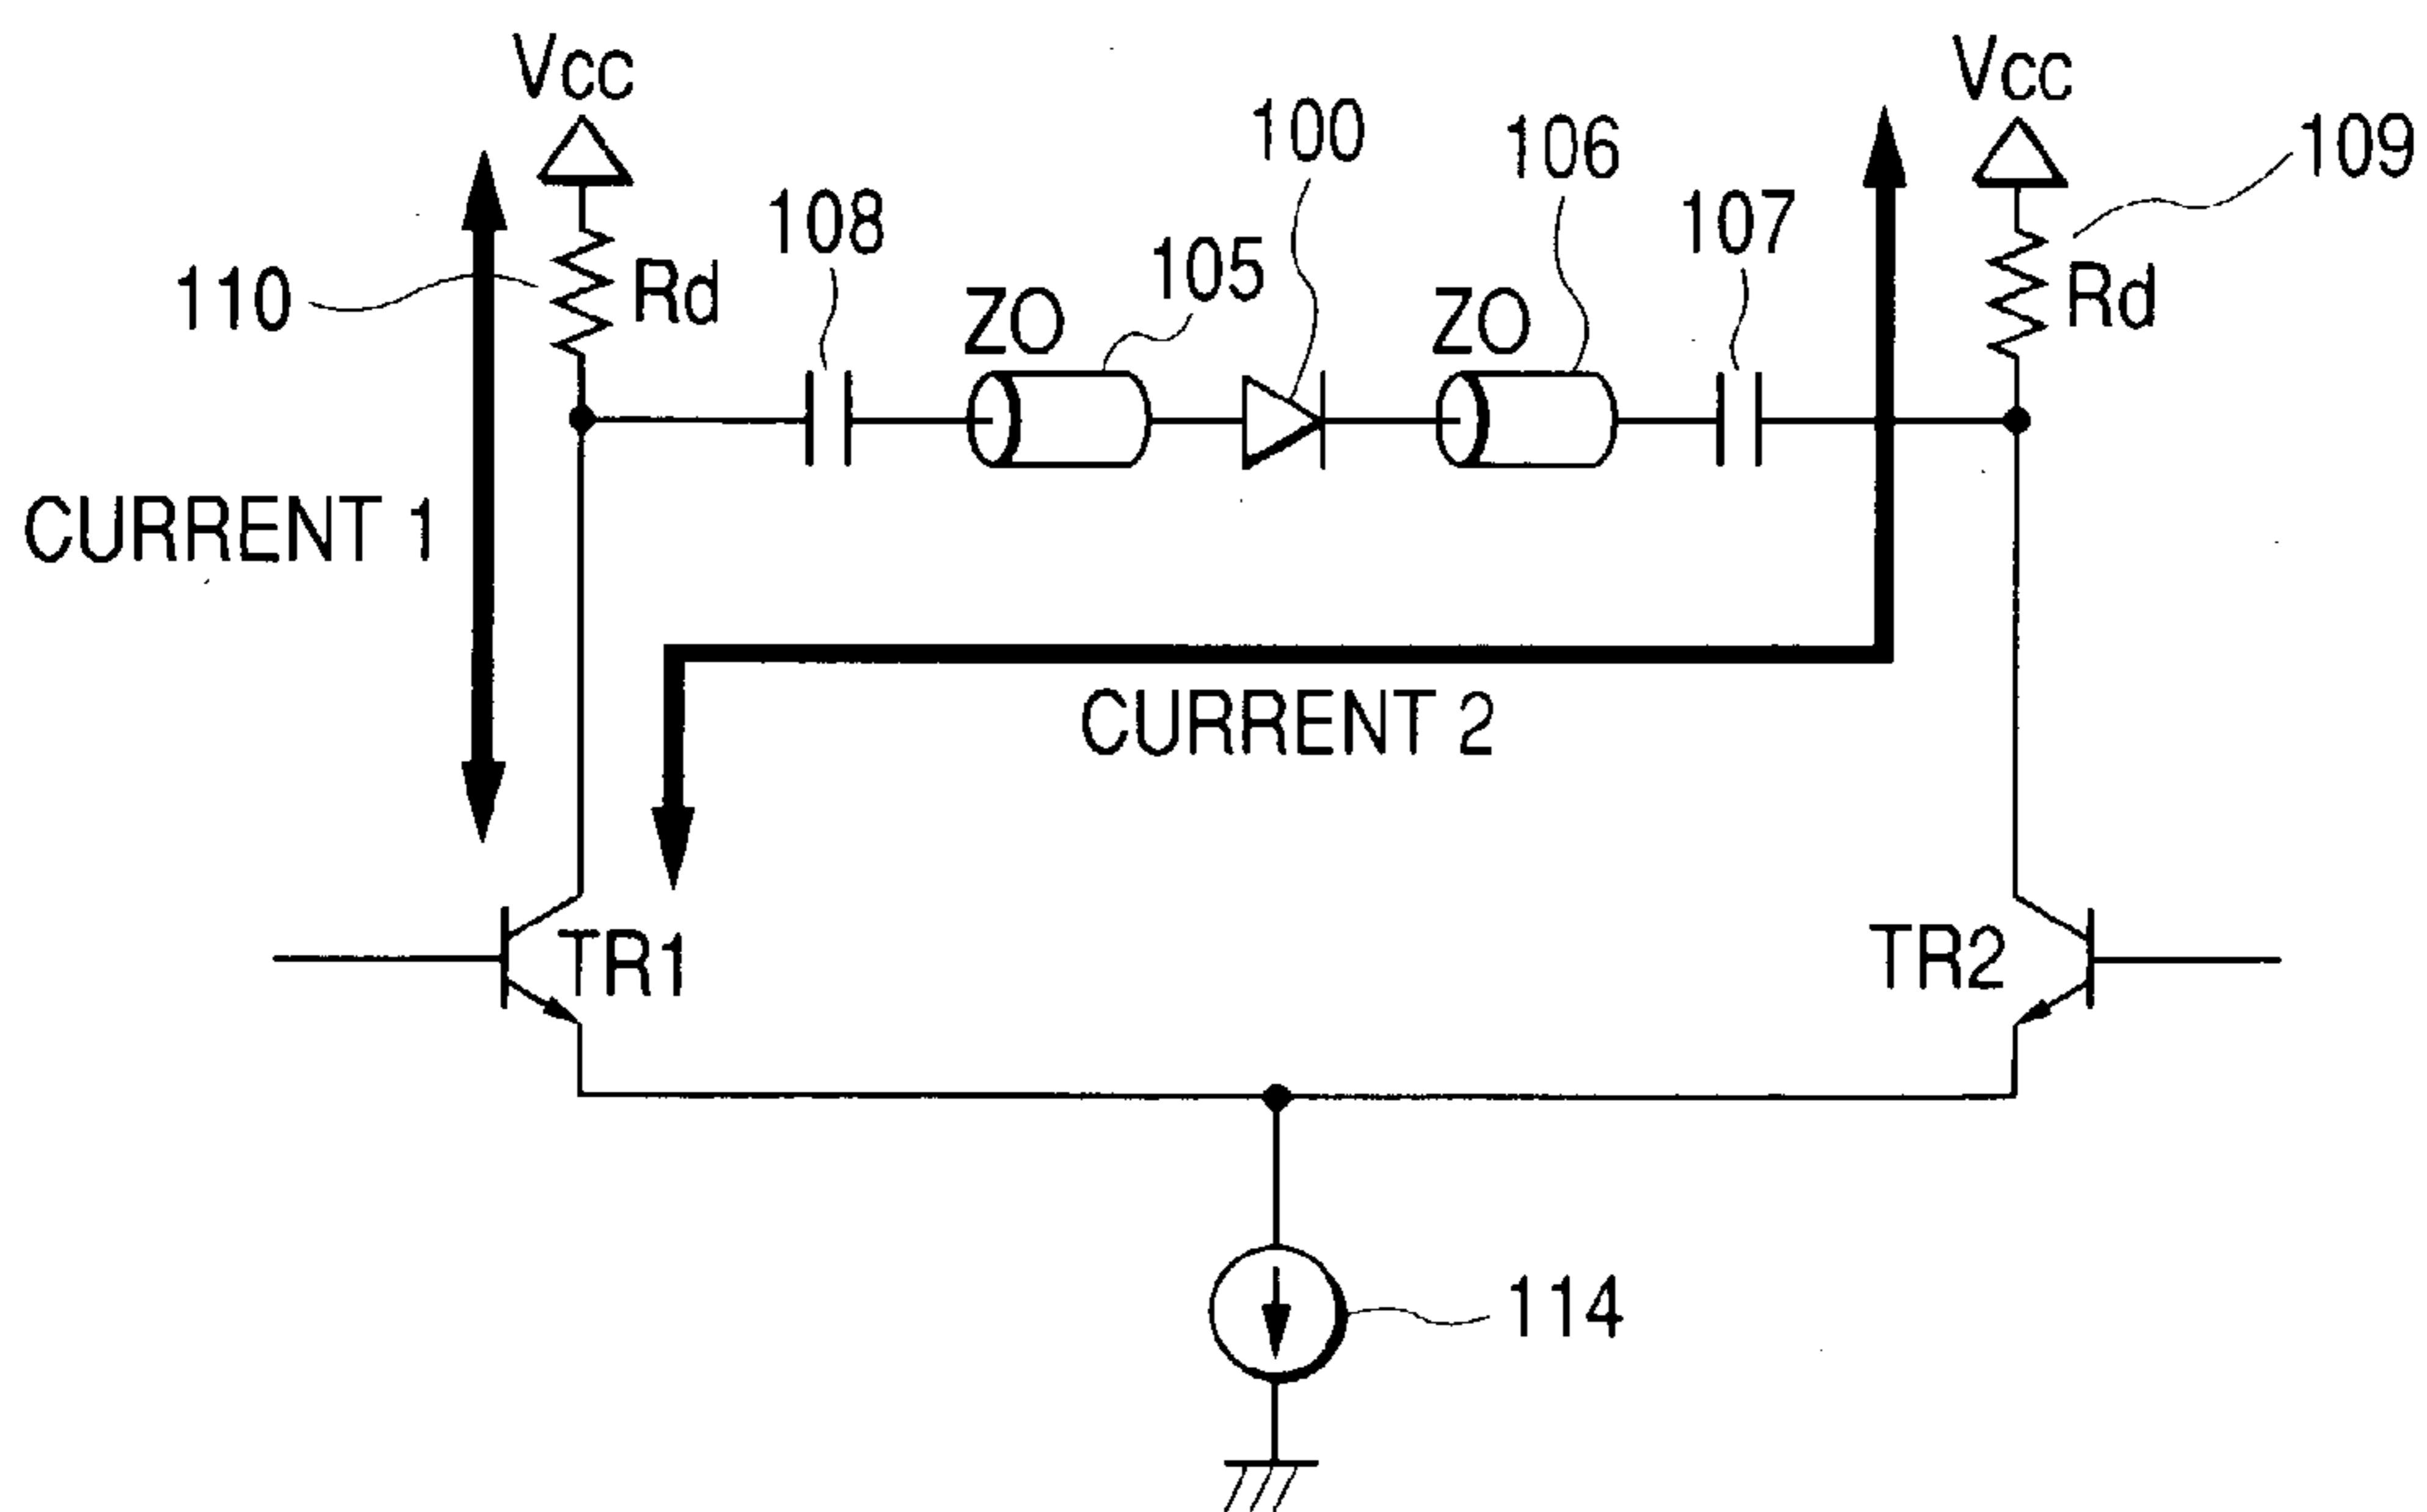 Vcc
Vcc
100
106
109
108
107
105
110
Rd
ZO
ZO
Rd
CURRENT 1
CURRENT 2
TR1
TR2
114